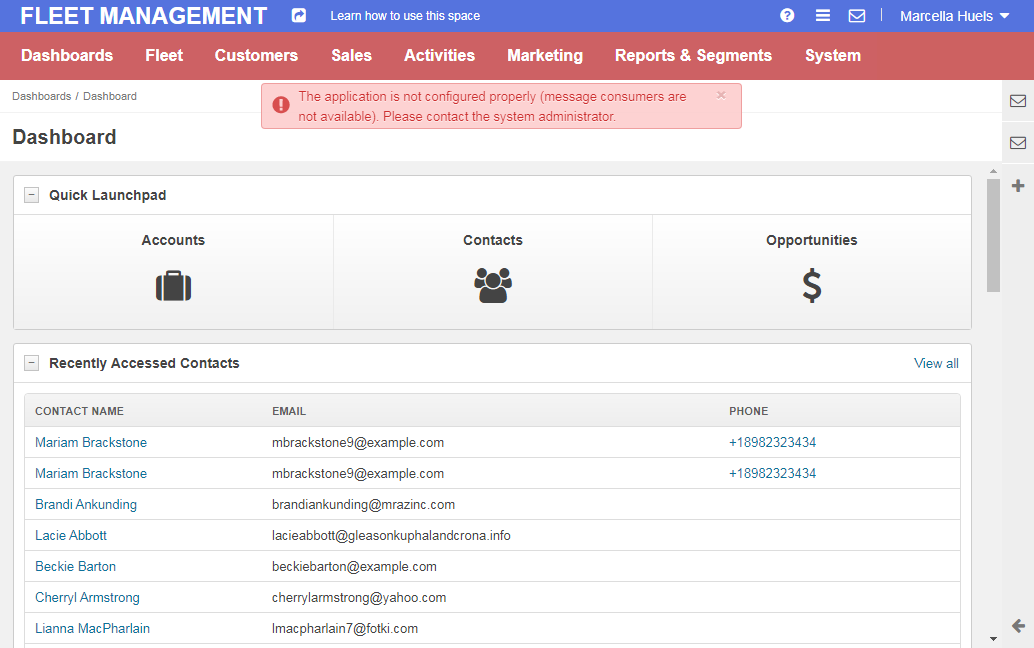 FLEET MANAGEMENT Learn how to use this space Marcella Huels
Dashboards Fleet Customers Sales Activities Marketing Reports & Segments System
Dashboards / Dashboard
The application is not configured properly (message consumers are ×
not available). Please contact the system administrator.
Dashboard
Quick Launchpad
Accounts Contacts Opportunities
Recently Accessed Contacts View all
CONTACT NAME EMAIL PHONE
Mariam Brackstone mbrackstone9@example.com +18982323434
Mariam Brackstone mbrackstone9@example.com +18982323434
Brandi Ankunding brandiankunding@mrazinc.com
Lacie Abbott lacieabbott@gleasonkuphalandcrona.info
Beckie Barton beckiebarton@example.com
Cherryl Armstrong cherrylarmstrong@yahoo.com
Lianna MacPharlain lmacpharlain7@fotki.com